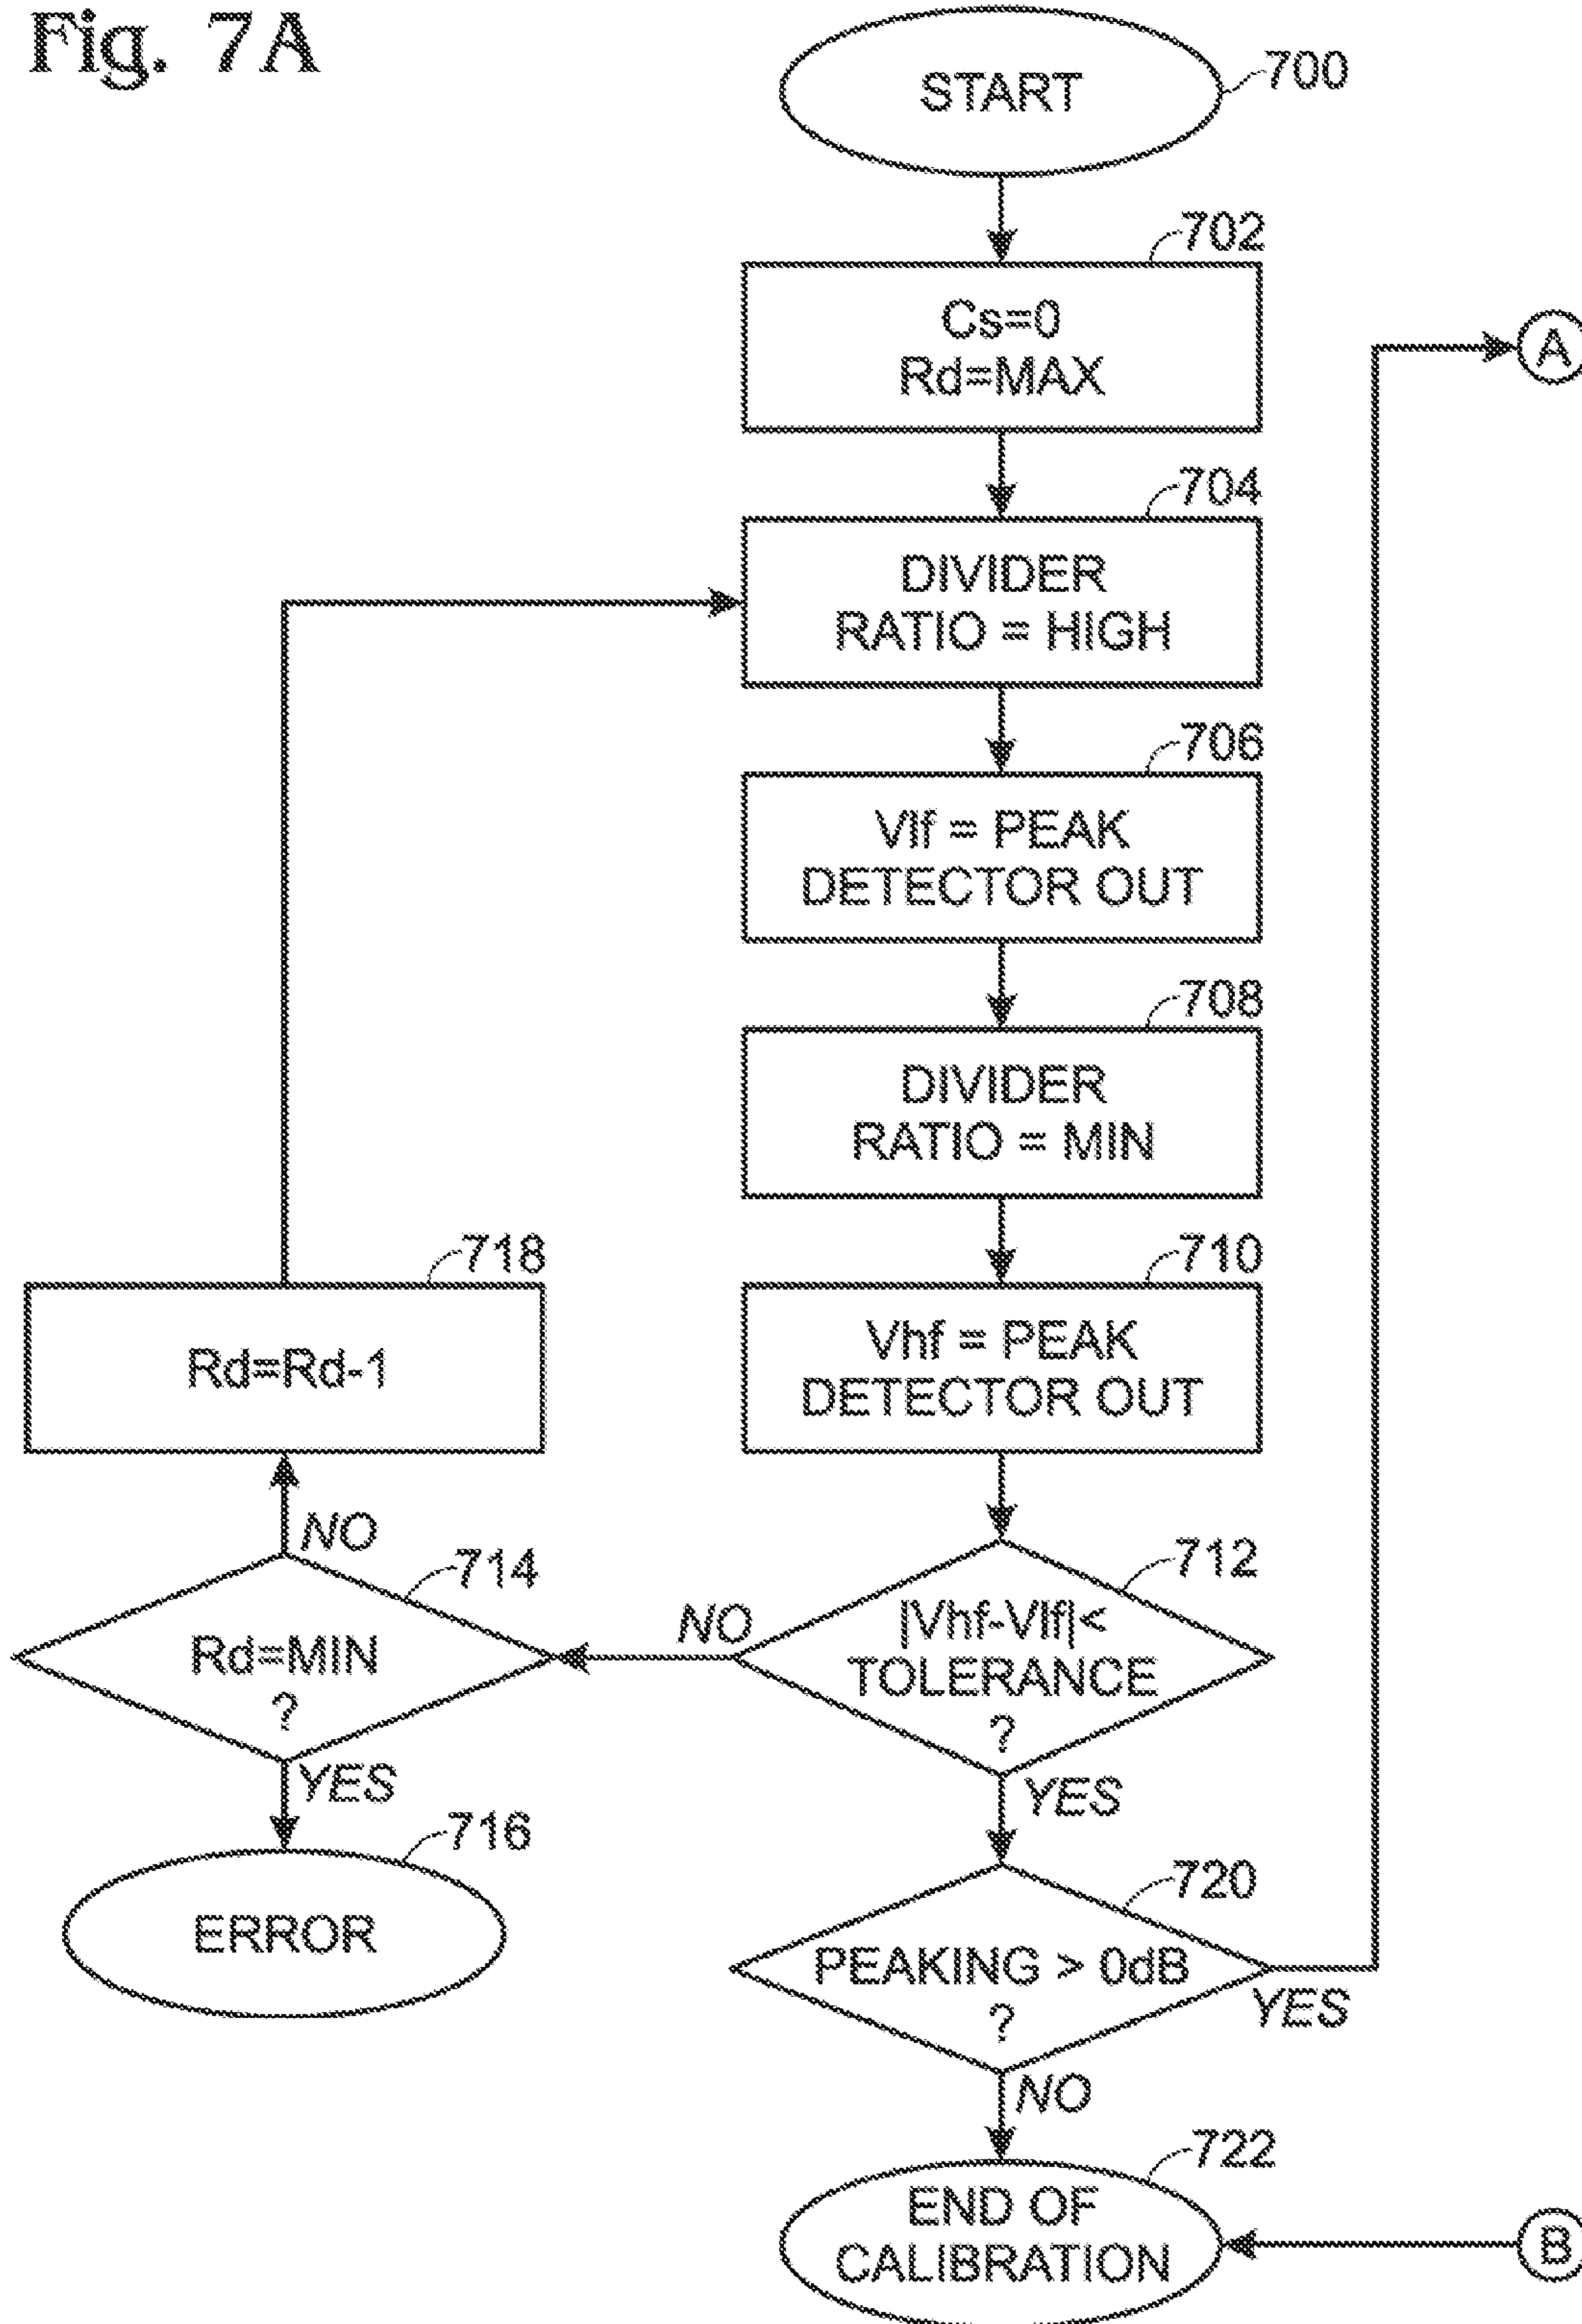 Fig. 7A
START
700
702
Cs=0
Rd=MAX
A
704
DIVIDER
RATIO = HIGH
706
Vlf = PEAK
DETECTOR OUT
708
DIVIDER
RATIO = MIN
710
Vhf = PEAK
DETECTOR OUT
718
Rd=Rd-1
NO
714
Rd=MIN
?
NO
712
|Vhf-Vlf|<
TOLERANCE
?
YES
716
ERROR
YES
720
PEAKING > 0dB
?
YES
NO
722
END OF
CALIBRATION
B